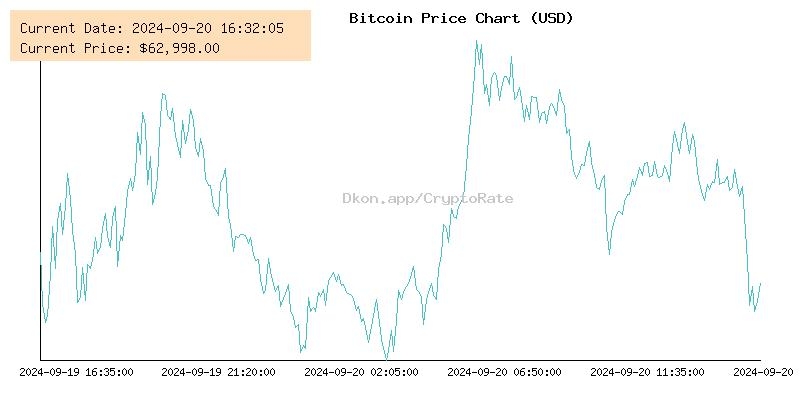 Bitcoin Price Chart (USD)
Current Date: 2024-09-20 16:32:05
Current Price: $62,998.00
Dkon.app/CryptoRate
2024-09-19 16:35:00
2024-09-19 21:20:00
2024-09-20 02:05:00
2024-09-20 06:50:00
2024-09-20 11:35:00
2024-09-20